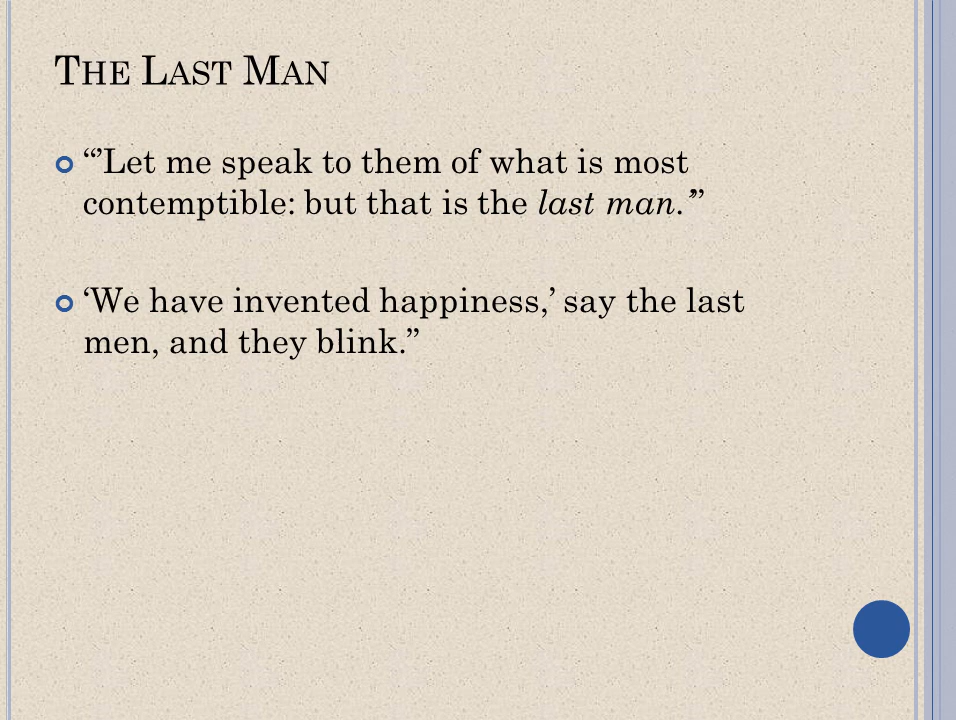 THE LAST MAN
“’Let me speak to them of what is most
contemptible: but that is the last man.’”
‘We have invented happiness,’ say the last
men, and they blink.”